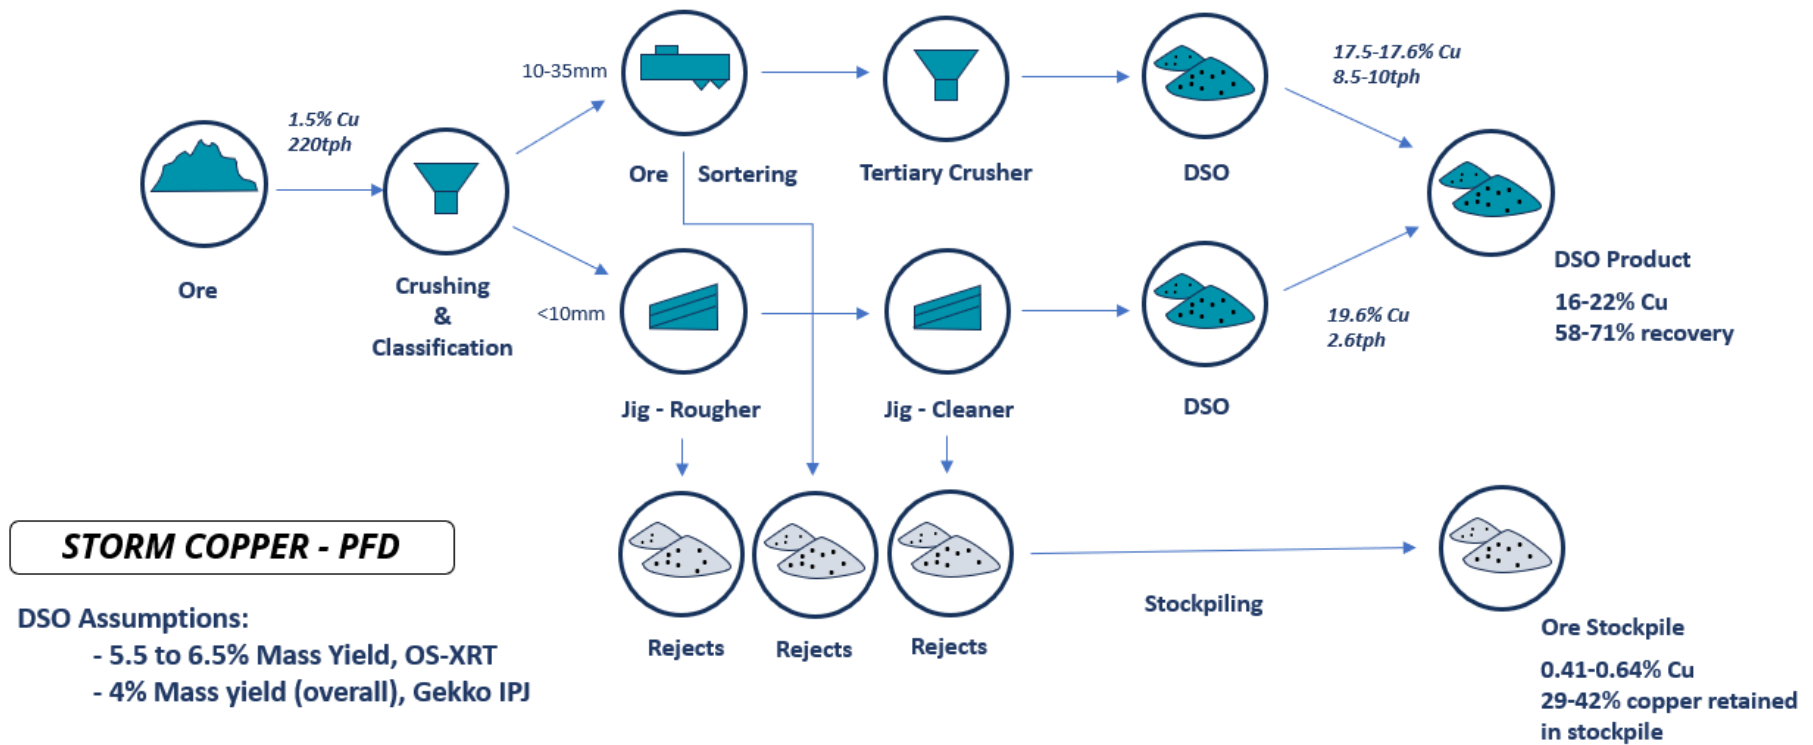 1.5% Cu
220tph
Ore
Crushing
&
Classification
10-35mm
<10mm
Ore Sortering
Tertiary Crusher
DSO
17.5-17.6% Cu
8.5-10tph
Jig - Rougher
Jig - Cleaner
DSO
19.6% Cu
2.6tph
DSO Product
16-22% Cu
58-71% recovery
Rejects
Rejects
Rejects
Stockpiling
Ore Stockpile
0.41-0.64% Cu
29-42% copper retained
in stockpile
STORM COPPER - PFD
DSO Assumptions:
- 5.5 to 6.5% Mass Yield, OS-XRT
- 4% Mass yield (overall), Gekko IPJ